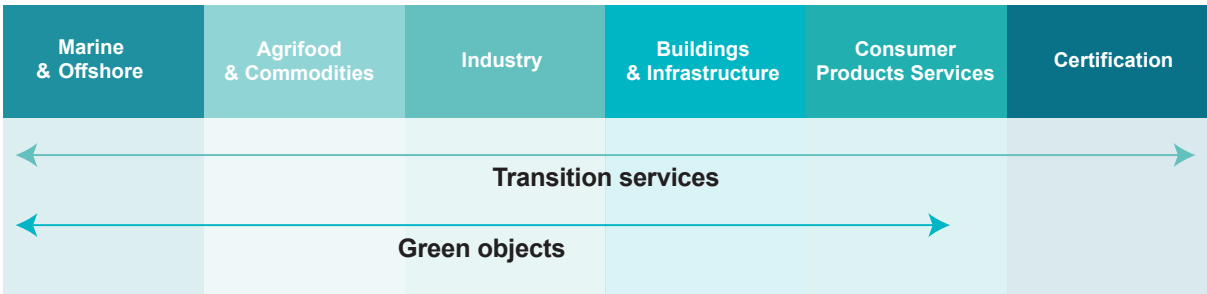 Marine
& Offshore
Agrifood
& Commodities
Industry
Buildings
& Infrastructure
Consumer
Products Services
Certification
Transition services
Green objects